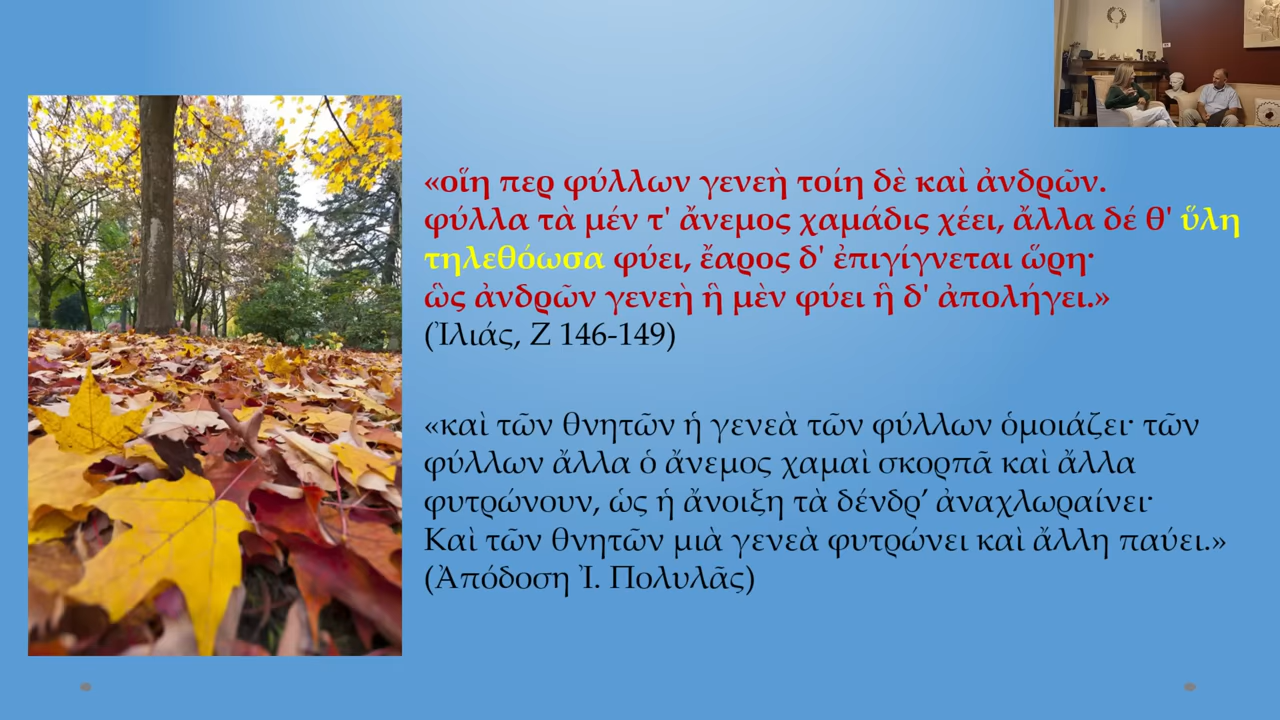 «οἵη περ φύλλων γενεὴ τοίη δὲ καὶ ἀνδρῶν.
φύλλα τὰ μέν τ' ἄνεμος χαμάδις χέει, ἄλλα δέ θ' ὕλη
τηλεθόωσα φύει, ἔαρος δ' ἐπιγίγνεται ὥρη·
ὣς ἀνδρῶν γενεὴ ἣ μὲν φύει ἣ δ' ἀπολήγει.»
(Ἰλιάς, Ζ 146-149)
«καὶ τῶν θνητῶν ἡ γενεὰ τῶν φύλλων ὁμοιάζει· τῶν
φύλλων ἄλλα ὁ ἄνεμος χαμαὶ σκορπᾶ καὶ ἄλλα
φυτρώνουν, ὡς ἡ ἄνοιξη τὰ δένδρ’ ἀναχλωραίνει·
Καὶ τῶν θνητῶν μιὰ γενεὰ φυτρώνει καὶ ἄλλη παύει.»
(Ἀπόδοση Ἰ. Πολυλᾶς)